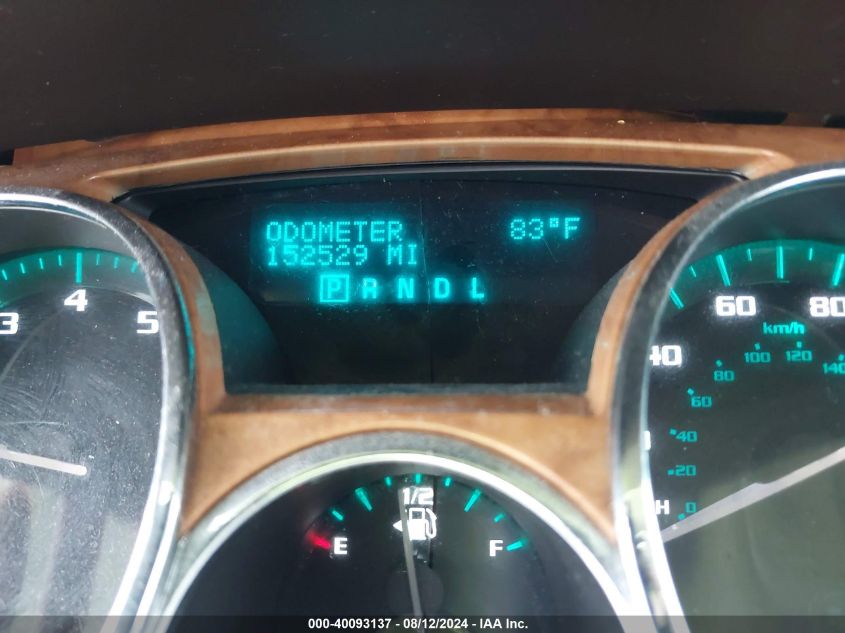 ODOMETER 83°F
152529 MI
P R N D L
3 4 5
60 80
km/h
80 100 120 140
60
40
20
0
H
1/2
E F
000-40093137 - 08/12/2024 - IAA Inc.